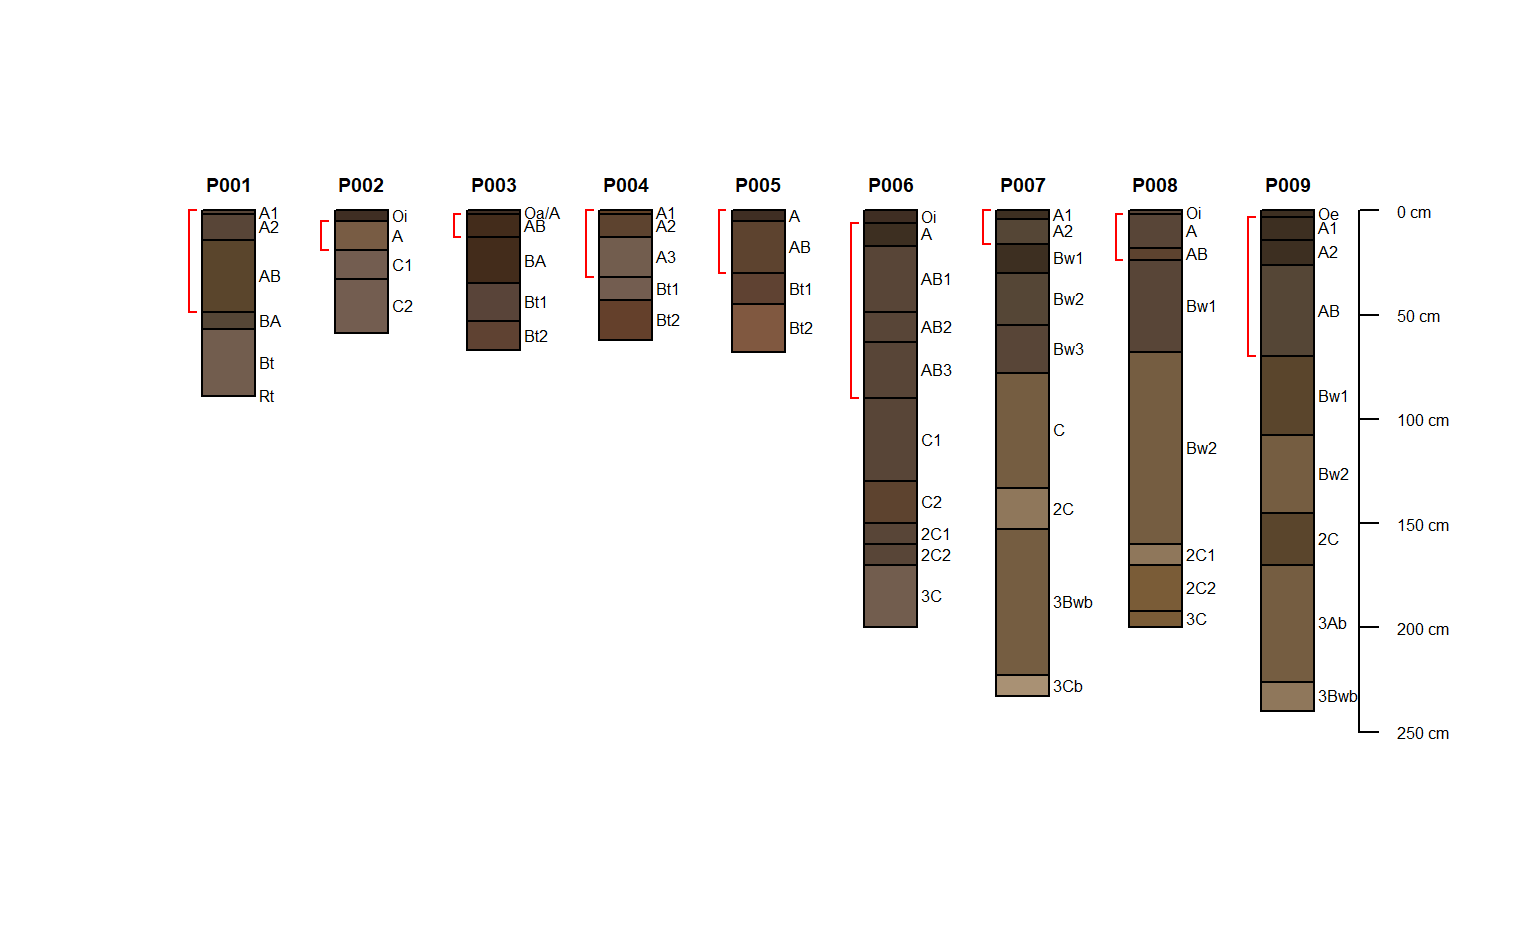 P001 P002 P003 P004 P005 P006 P007 P008 P009
A1
A2
AB
BA
Bt
Rt
Oi
A
C1
C2
Oa/A
AB
BA
Bt1
Bt2
A1
A2
A3
Bt1
Bt2
A
AB
Bt1
Bt2
Oi
A
AB1
AB2
AB3
C1
C2
2C1
2C2
3C
A1
A2
Bw1
Bw2
Bw3
C
2C
3Bwb
3Cb
Oi
A
AB
Bw1
Bw2
2C1
2C2
3C
Oe
A1
A2
AB
Bw1
Bw2
2C
3Ab
3Bwb
0 cm
50 cm
100 cm
150 cm
200 cm
250 cm